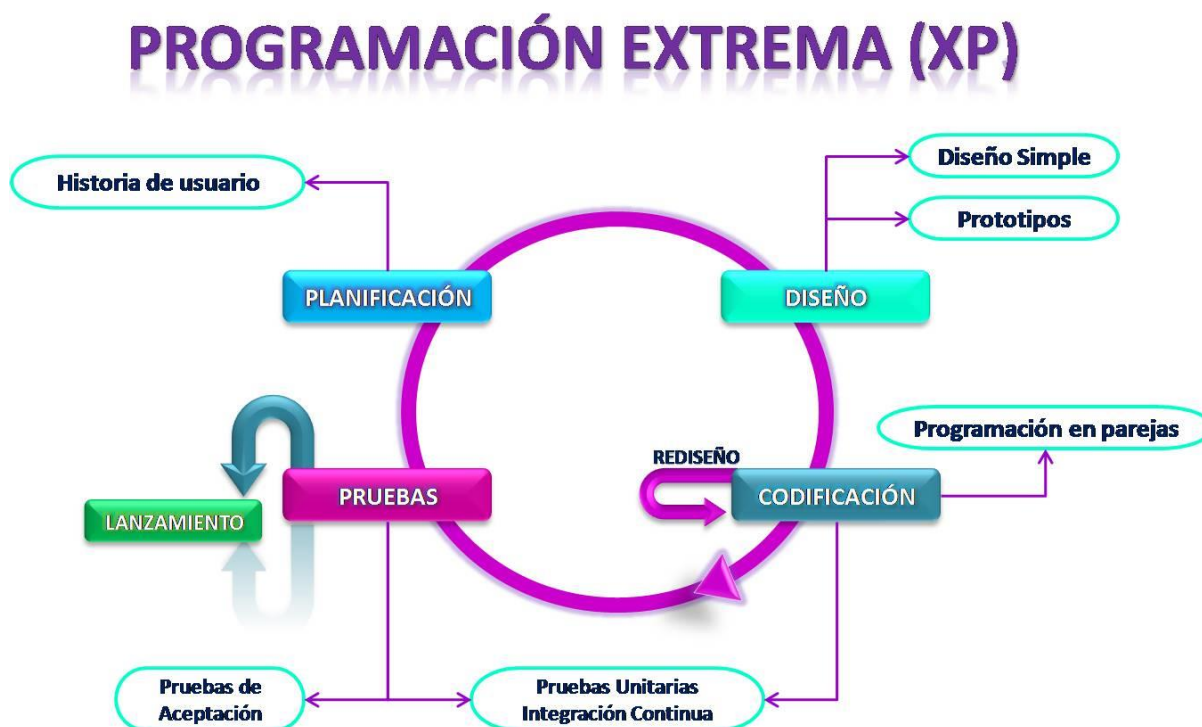 PROGRAMACIÓN EXTREMA (XP)
Historia de usuario
Diseño Simple
Prototipos
PLANIFICACIÓN
DISEÑO
Programación en parejas
REDISEÑO
PRUEBAS
CODIFICACIÓN
LANZAMIENTO
Pruebas de
Aceptación
Pruebas Unitarias
Integración Continua